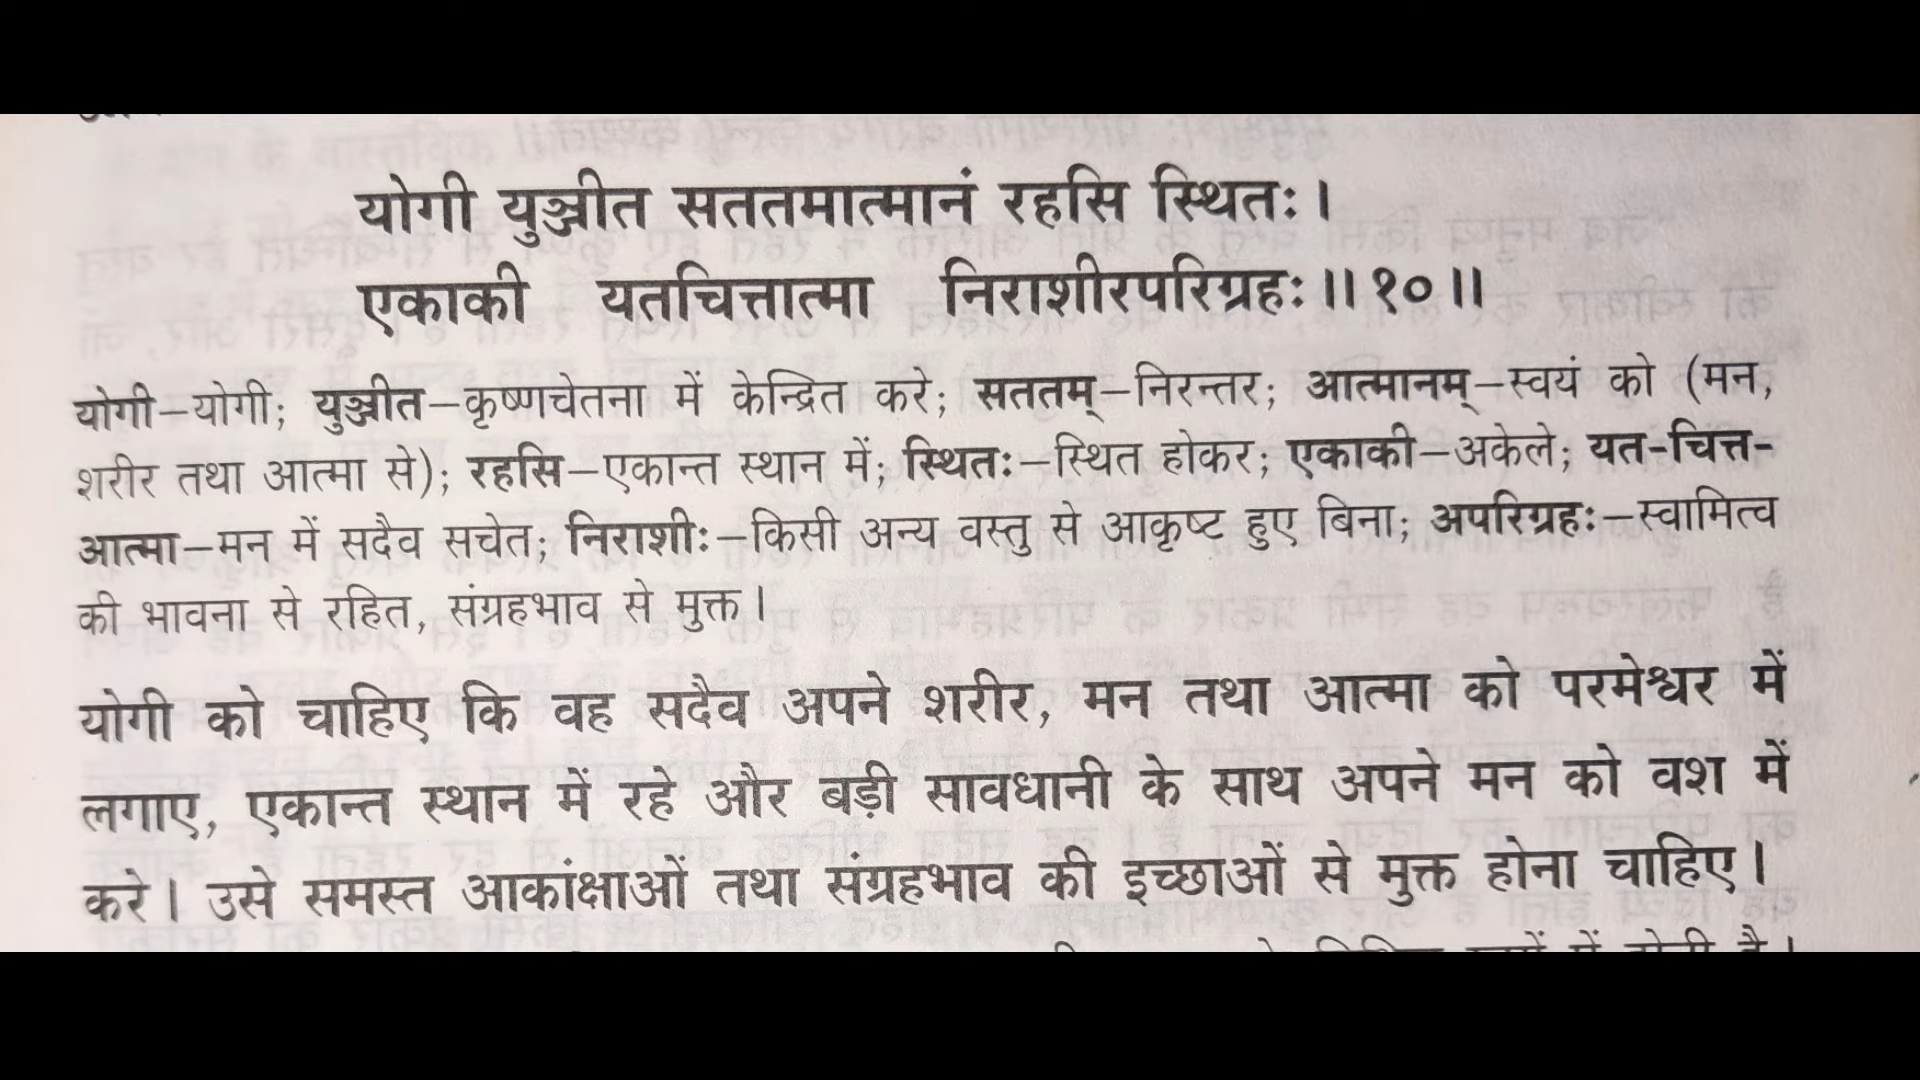 योगी युञ्जीत सततमात्मानं रहसि स्थितः।
एकाकी यतचित्तात्मा निराशीरपरिग्रहः॥१०॥
योगी—योगी; युञ्जीत—कृष्णचेतना में केन्द्रित करे; सततम्—निरन्तर; आत्मानम्—स्वयं को (मन,
शरीर तथा आत्मा से); रहसि—एकान्त स्थान में; स्थितः—स्थित होकर; एकाकी—अकेले; यत-चित्त-
आत्मा—मन में सदैव सचेत; निराशीः—किसी अन्य वस्तु से आकृष्ट हुए बिना; अपरिग्रहः—स्वामित्व
की भावना से रहित, संग्रहभाव से मुक्त।
योगी को चाहिए कि वह सदैव अपने शरीर, मन तथा आत्मा को परमेश्वर में
लगाए, एकान्त स्थान में रहे और बड़ी सावधानी के साथ अपने मन को वश में
करे। उसे समस्त आकांक्षाओं तथा संग्रहभाव की इच्छाओं से मुक्त होना चाहिए।